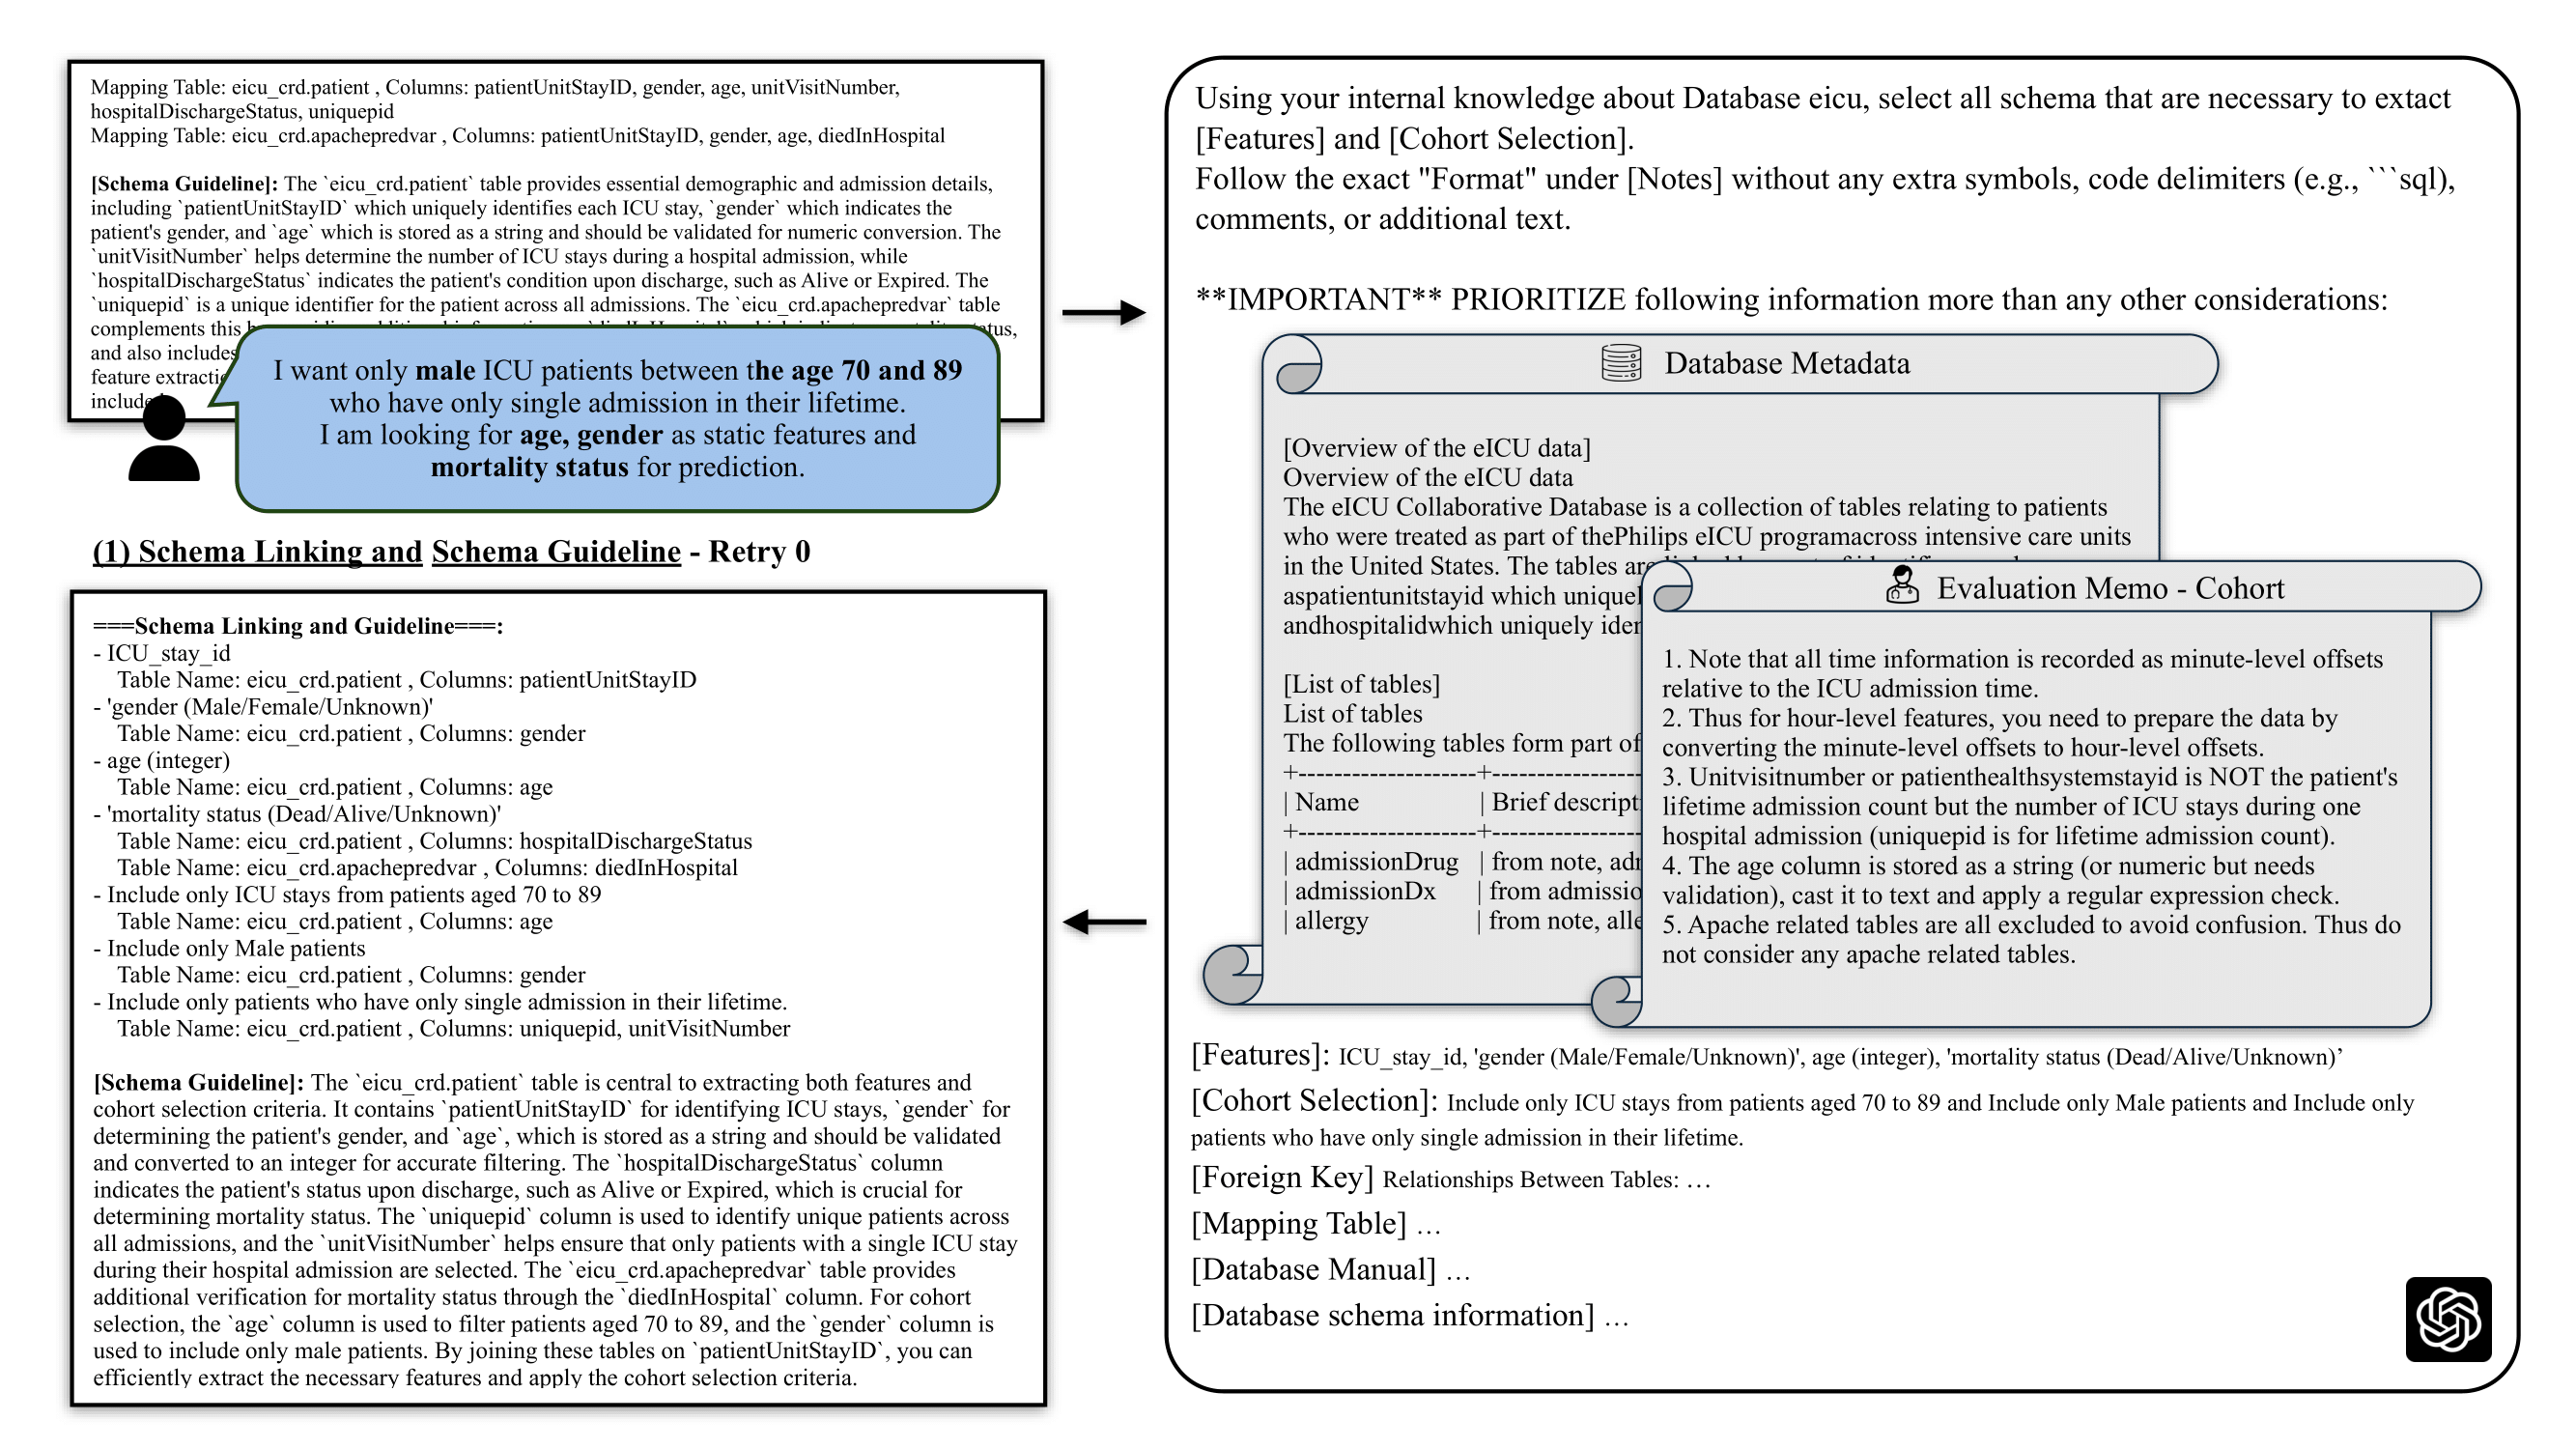 Mapping Table: eicu_crd.patient , Columns: patientUnitStayID, gender, age, unitVisitNumber,
hospitalDischargeStatus, uniquepid
Mapping Table: eicu_crd.apachepredvar , Columns: patientUnitStayID, gender, age, diedInHospital
[Schema Guideline]: The `eicu_crd.patient` table provides essential demographic and admission details,
including `patientUnitStayID` which uniquely identifies each ICU stay, `gender` which indicates the
patient's gender, and `age` which is stored as a string and should be validated for numeric conversion. The
`unitVisitNumber` helps determine the number of ICU stays during a hospital admission, while
`hospitalDischargeStatus` indicates the patient's condition upon discharge, such as Alive or Expired. The
`uniquepid` is a unique identifier for the patient across all admissions. The `eicu_crd.apachepredvar` table
complements this
and also includes
feature
I want only male ICU patients between the age 70 and 89
who have only single admission in their lifetime.
I am looking for age, gender as static features and
mortality status for prediction.
(1) Schema Linking and Schema Guideline - Retry 0
===Schema Linking and Guideline===:
- ICU_stay_id
Table Name: eicu_crd.patient , Columns: patientUnitStayID
- 'gender (Male/Female/Unknown)'
Table Name: eicu_crd.patient , Columns: gender
- age (integer)
Table Name: eicu_crd.patient , Columns: age
- 'mortality status (Dead/Alive/Unknown)'
Table Name: eicu_crd.patient , Columns: hospitalDischargeStatus
Table Name: eicu_crd.apachepredvar , Columns: diedInHospital
- Include only ICU stays from patients aged 70 to 89
Table Name: eicu_crd.patient , Columns: age
- Include only Male patients
Table Name: eicu_crd.patient , Columns: gender
- Include only patients who have only single admission in their lifetime.
Table Name: eicu_crd.patient , Columns: uniquepid, unitVisitNumber
[Schema Guideline]: The `eicu_crd.patient` table is central to extracting both features and
cohort selection criteria. It contains `patientUnitStayID` for identifying ICU stays, `gender` for
determining the patient's gender, and `age`, which is stored as a string and should be validated
and converted to an integer for accurate filtering. The `hospitalDischargeStatus` column
indicates the patient's status upon discharge, such as Alive or Expired, which is crucial for
determining mortality status. The `uniquepid` column is used to identify unique patients across
all admissions, and the `unitVisitNumber` helps ensure that only patients with a single ICU stay
during their hospital admission are selected. The `eicu_crd.apachepredvar` table provides
additional verification for mortality status through the `diedInHospital` column. For cohort
selection, the `age` column is used to filter patients aged 70 to 89, and the `gender` column is
used to include only male patients. By joining these tables on `patientUnitStayID`, you can
efficiently extract the necessary features and apply the cohort selection criteria.
Using your internal knowledge about Database eicu, select all schema that are necessary to extact
[Features] and [Cohort Selection].
Follow the exact "Format" under [Notes] without any extra symbols, code delimiters (e.g., ```sql),
comments, or additional text.
**IMPORTANT** PRIORITIZE following information more than any other considerations:
Database Metadata
[Overview of the eICU data]
Overview of the eICU data
The eICU Collaborative Database is a collection of tables relating to patients
who were treated as part of thePhilips eICU programacross intensive care units
in the United States. The tables are
aspatientunitstayid which
andhospitalidwhich uniquely
[List of tables]
List of tables
The following tables form part of
+--------------------+------------------
| Name | Brief
+--------------------+------------------
| admissionDrug | from note,
| admissionDx | from
| allergy | from note,
Evaluation Memo - Cohort
1. Note that all time information is recorded as minute-level offsets
relative to the ICU admission time.
2. Thus for hour-level features, you need to prepare the data by
converting the minute-level offsets to hour-level offsets.
3. Unitvisitnumber or patienthealthsystemstayid is NOT the patient's
lifetime admission count but the number of ICU stays during one
hospital admission (uniquepid is for lifetime admission count).
4. The age column is stored as a string (or numeric but needs
validation), cast it to text and apply a regular expression check.
5. Apache related tables are all excluded to avoid confusion. Thus do
not consider any apache related tables.
[Features]: ICU_stay_id, 'gender (Male/Female/Unknown)', age (integer), 'mortality status (Dead/Alive/Unknown)’
[Cohort Selection]: Include only ICU stays from patients aged 70 to 89 and Include only Male patients and Include only
patients who have only single admission in their lifetime.
[Foreign Key] Relationships Between Tables: …
[Mapping Table] …
[Database Manual] …
[Database schema information] …